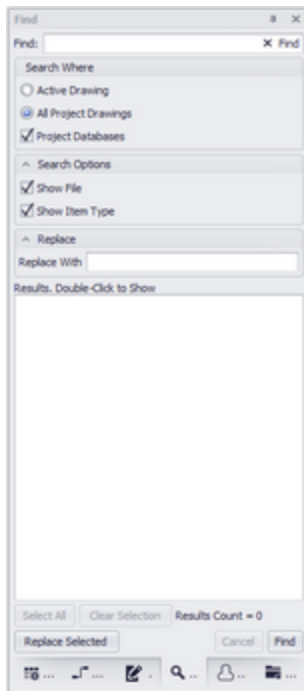 Find
Find: Find
Search Where
Active Drawing
All Project Drawings
Project Databases
Search Options
Show File
Show Item Type
Replace
Replace With
Results. Double-Click to Show
Select All Clear Selection Results Count = 0
Replace Selected Cancel Find
... ... . .. .. ...